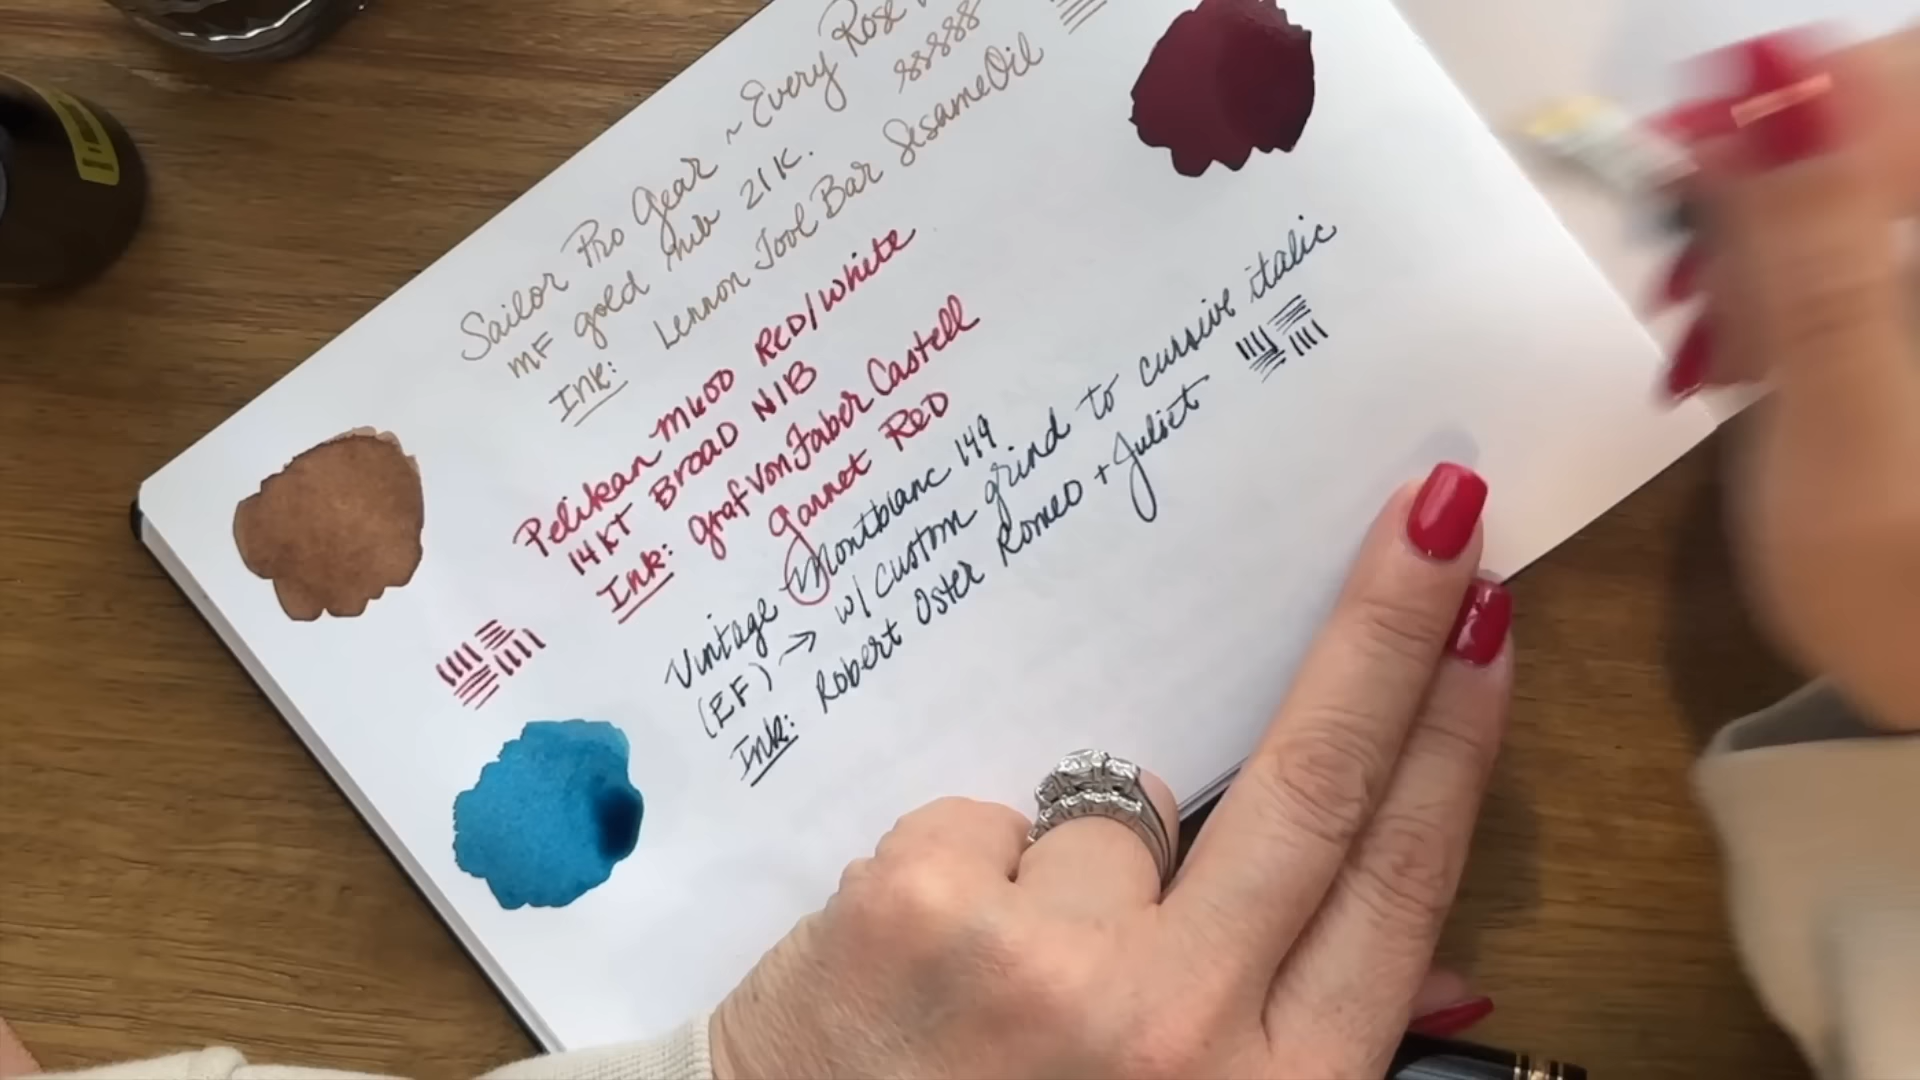 Sailor Pro Gear ~ Every Rose
MF gold nib 21K.
88888
Ink: Lennon Tool Bar Sesame Oil
Pelikan M600 RED/White
14KT BROAD NIB
Ink: Graf Von Faber Castell
Garnet RED
Vintage Montblanc 149
(EF) → w/ custom grind to cursive italic
Ink: Robert Oster Romeo + Juliet